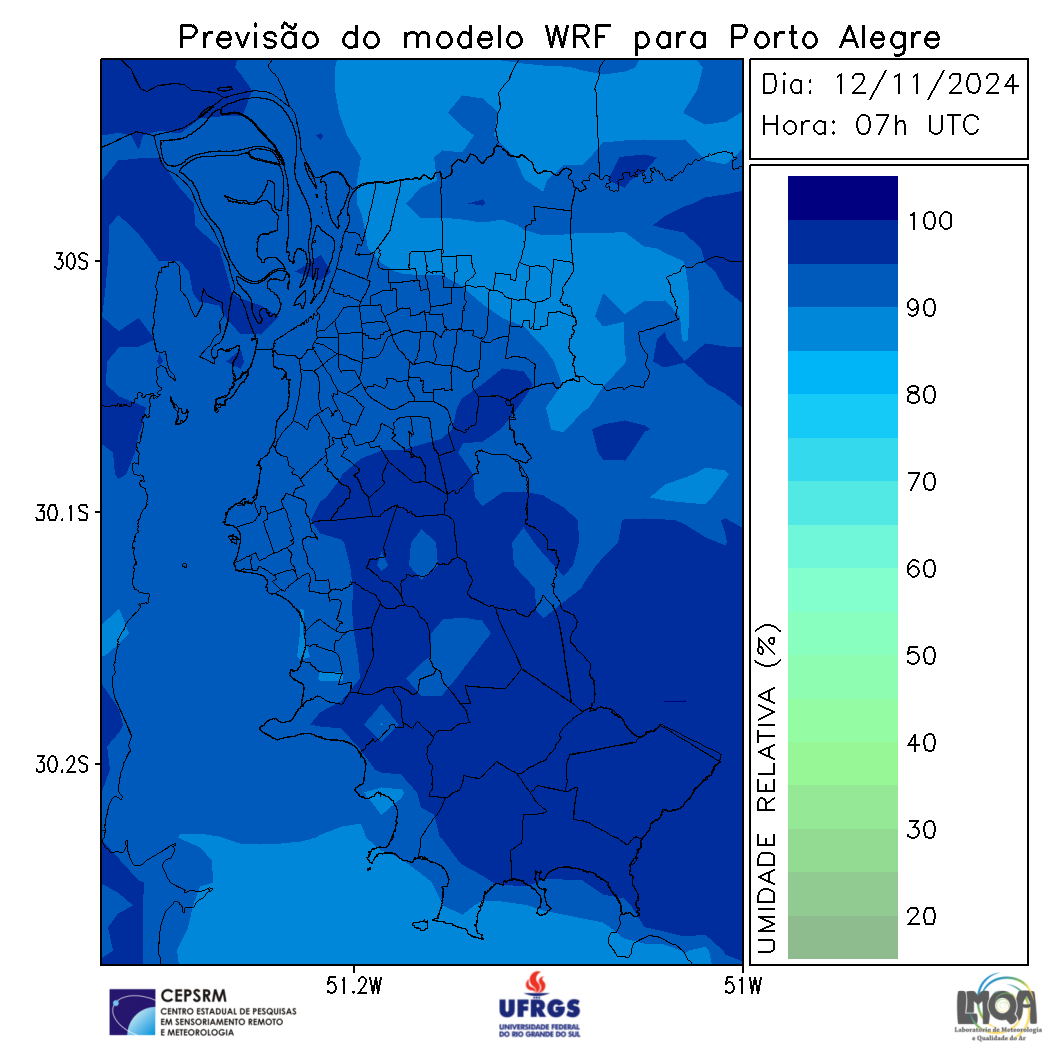 Previsão do modelo WRF para Porto Alegre
Dia: 12/11/2024
Hora: 07h UTC
30S
30.1S
30.2S
51.2W
51W
UMIDADE RELATIVA (%)
100
90
80
70
60
50
40
30
20
CEPSRM
CENTRO ESTADUAL DE PESQUISAS
EM SENSORIAMENTO REMOTO
E METEOROLOGIA
UFRGS
UNIVERSIDADE FEDERAL
DO RIO GRANDE DO SUL
LMQA
Laboratório de Meteorologia
e Qualidade do Ar